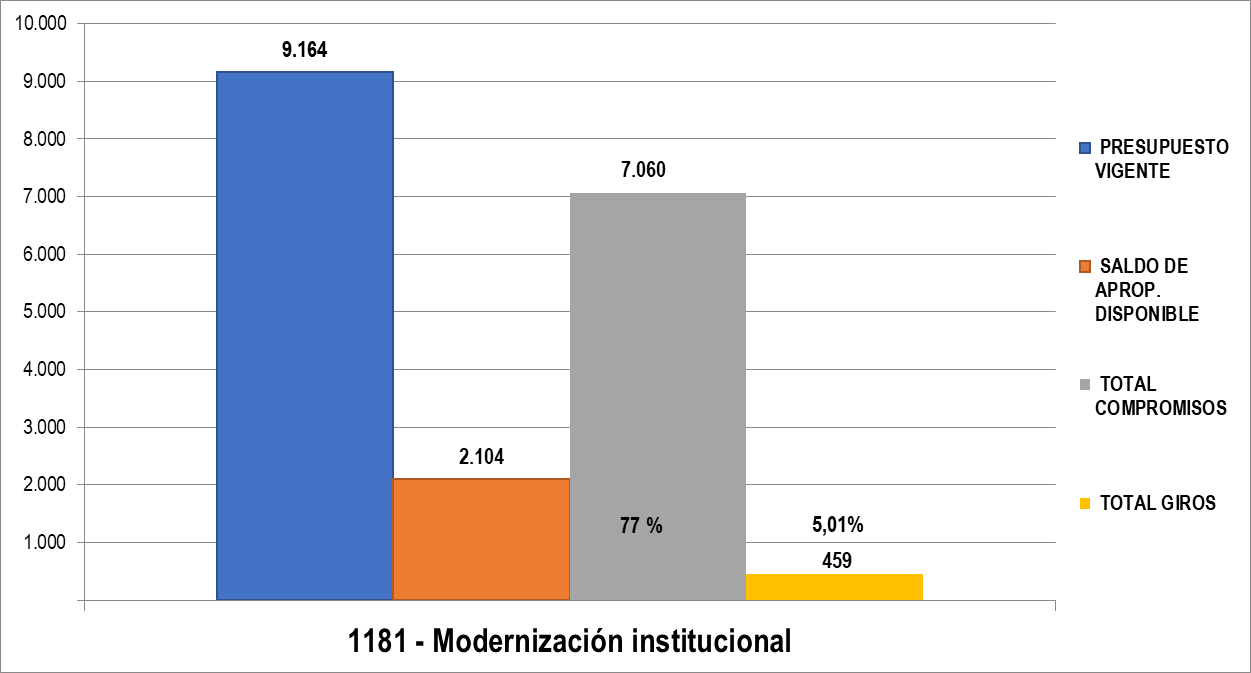 10.000
9.000
8.000
7.000
6.000
5.000
4.000
3.000
2.000
1.000
9.164
2.104
7.060
77 %
5,01%
459
1181 - Modernización institucional
PRESUPUESTO
VIGENTE
SALDO DE
APROP.
DISPONIBLE
TOTAL
COMPROMISOS
TOTAL GIROS